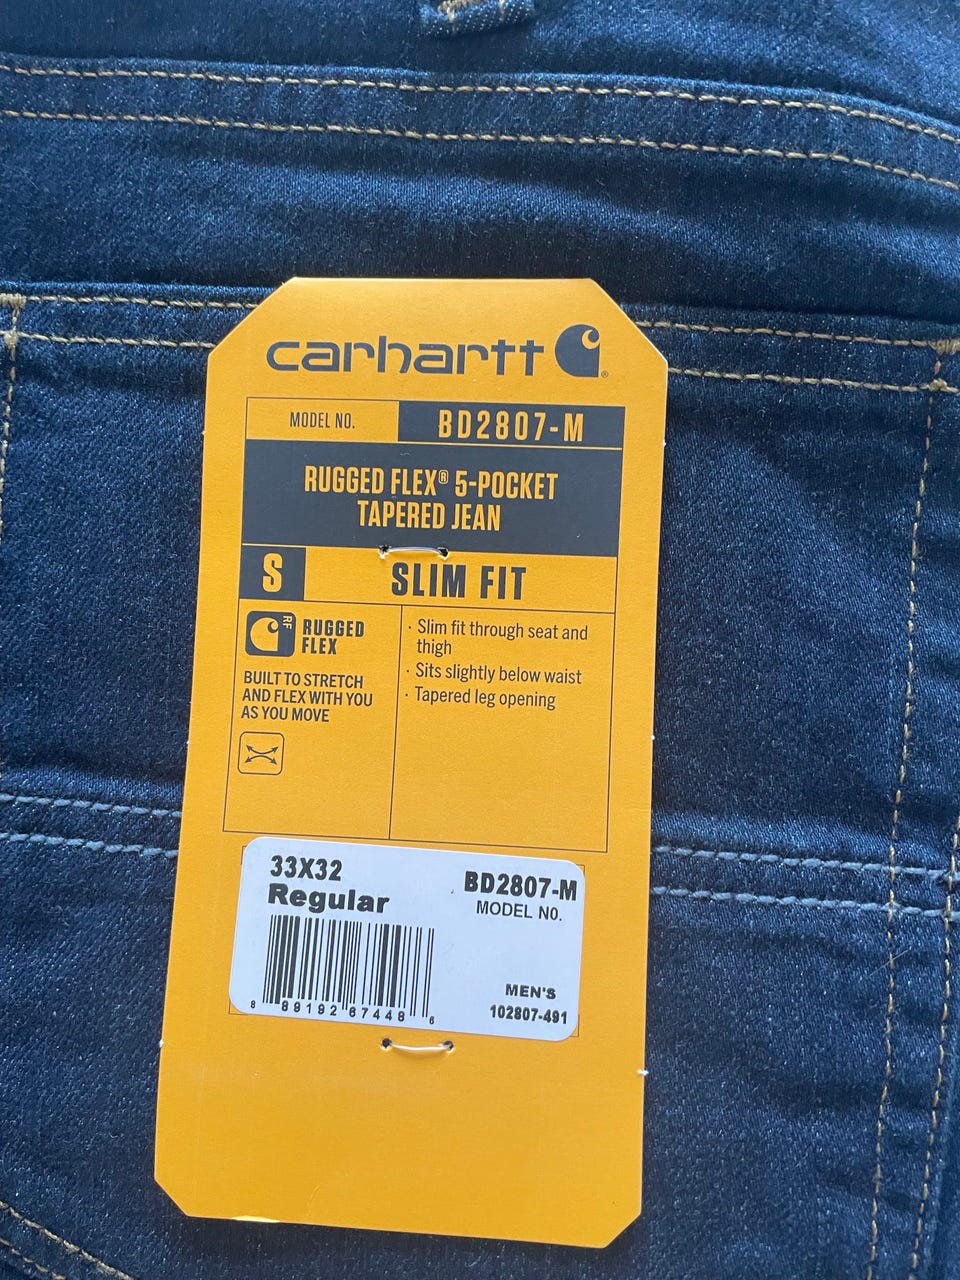 carhartt
MODEL NO. BD2807-M
RUGGED FLEX® 5-POCKET
TAPERED JEAN
S SLIM FIT
RF
RUGGED
FLEX
BUILT TO STRETCH
AND FLEX WITH YOU
AS YOU MOVE
· Slim fit through seat and
thigh
· Sits slightly below waist
· Tapered leg opening
33X32
Regular
BD2807-M
MODEL NO.
MEN'S
102807-491
8 89192 67448 6